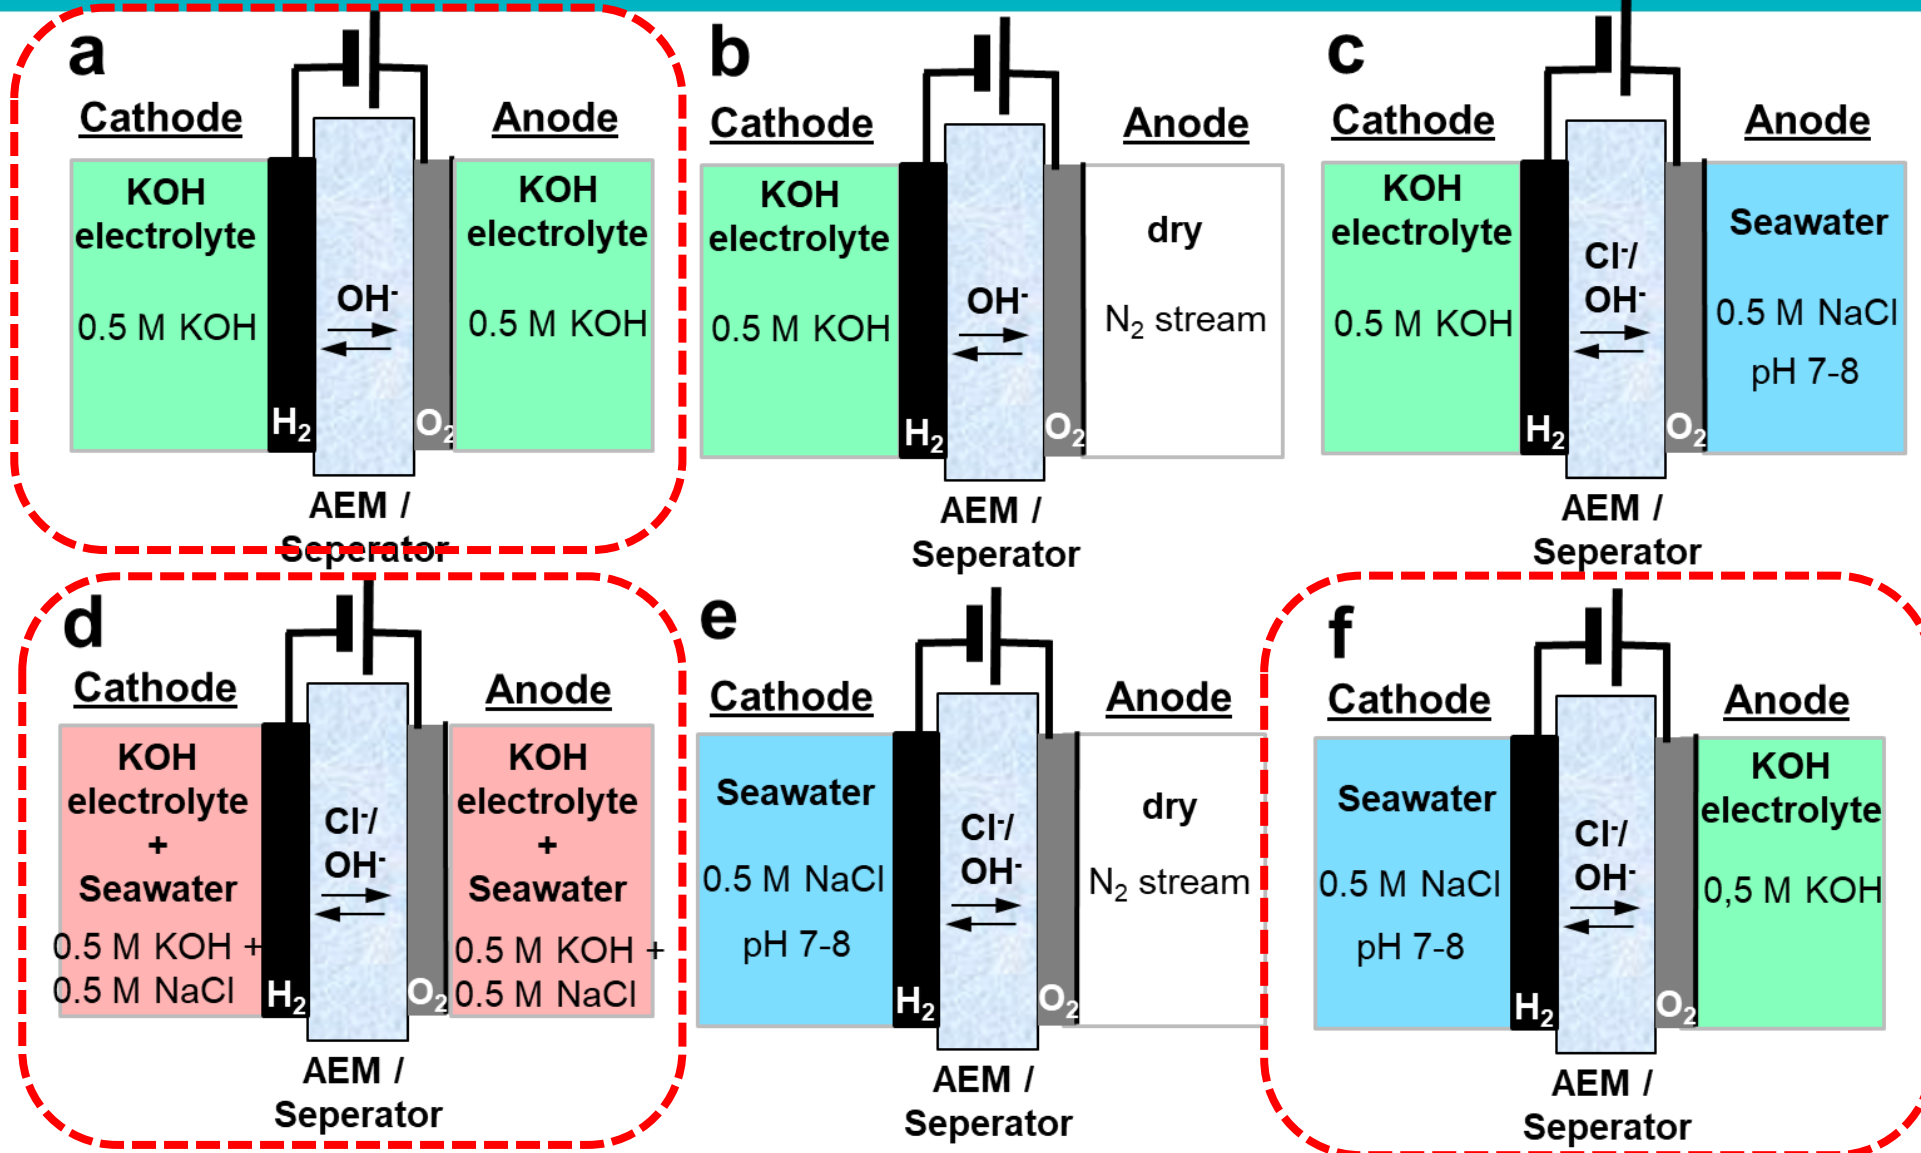 a
Cathode
Anode
KOH
electrolyte
0.5 M KOH
OH⁻
KOH
electrolyte
0.5 M KOH
H₂
O₂
AEM /
Seperator
b
Cathode
Anode
KOH
electrolyte
0.5 M KOH
OH⁻
dry
N₂ stream
H₂
O₂
AEM /
Seperator
c
Cathode
Anode
KOH
electrolyte
0.5 M KOH
Cl⁻/
OH⁻
Seawater
0.5 M NaCl
pH 7-8
H₂
O₂
AEM /
Seperator
d
Cathode
Anode
KOH
electrolyte
+
Seawater
0.5 M KOH +
0.5 M NaCl
Cl⁻/
OH⁻
KOH
electrolyte
+
Seawater
0.5 M KOH +
0.5 M NaCl
H₂
O₂
AEM /
Seperator
e
Cathode
Anode
Seawater
0.5 M NaCl
pH 7-8
Cl⁻/
OH⁻
dry
N₂ stream
H₂
O₂
AEM /
Seperator
f
Cathode
Anode
Seawater
0.5 M NaCl
pH 7-8
Cl⁻/
OH⁻
KOH
electrolyte
0,5 M KOH
H₂
O₂
AEM /
Seperator